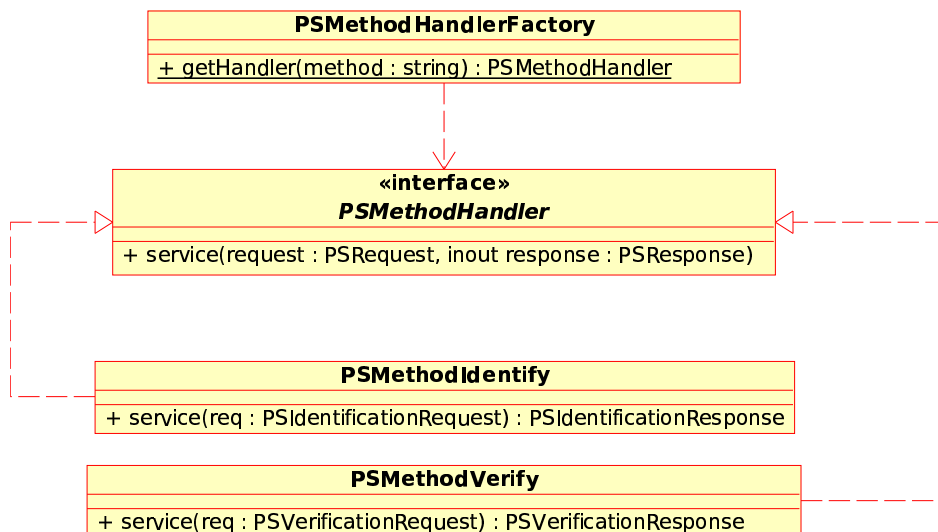 PSMethodHandlerFactory
+ getHandler(method : string) : PSMethodHandler
«interface»
PSMethodHandler
+ service(request : PSRequest, inout response : PSResponse)
PSMethodIdentify
+ service(req : PSIdentificationRequest) : PSIdentificationResponse
PSMethodVerify
+ service(req : PSVerificationRequest) : PSVerificationResponse